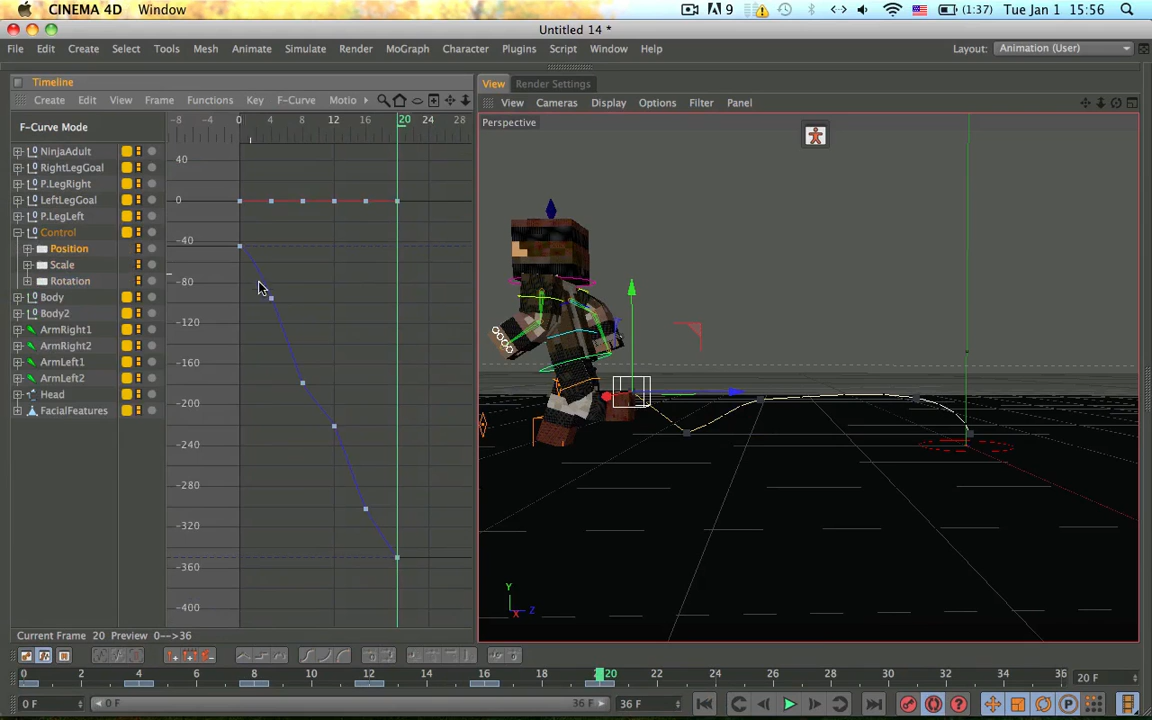 CINEMA 4D Window 9 (1:37) Tue Jan 1 15:56
Untitled 14 *
File Edit Create Select Tools Mesh Animate Simulate Render MoGraph Character Plugins Script Window Help Layout: Animation (User)
Timeline
View Render Settings
Create Edit View Frame Functions Key F-Curve Motio
View Cameras Display Options Filter Panel
F-Curve Mode
-8 -4 0 4 8 12 16 20 24 28
Perspective
NinjaAdult
RightLegGoal
P.LegRight
LeftLegGoal
P.LegLeft
Control
Position
Scale
Rotation
Body
Body2
ArmRight1
ArmRight2
ArmLeft1
ArmLeft2
Head
FacialFeatures
40
0
-40
-80
-120
-160
-200
-240
-280
-320
-360
-400
Y
X Z
Current Frame 20 Preview 0-->36
0 2 4 6 8 10 12 14 16 18 20 22 24 26 28 30 32 34 36 20 F
0 F 0 F 36 F 36 F